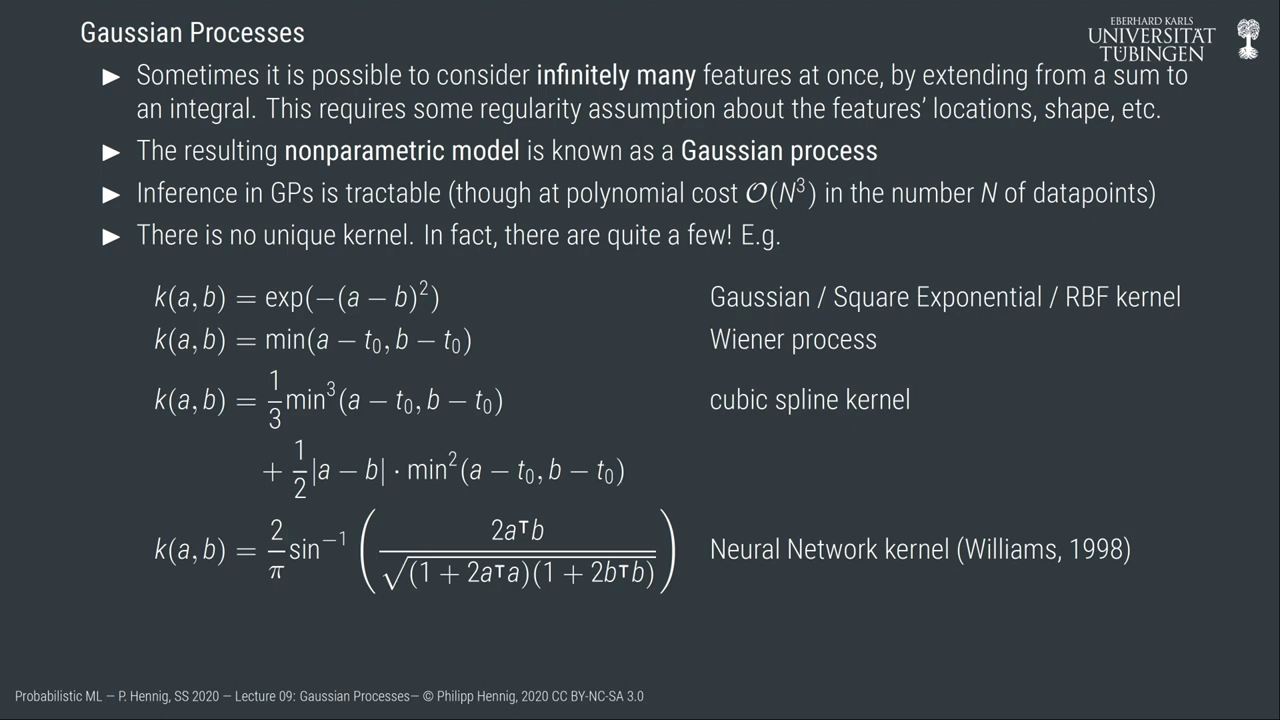 Gaussian Processes
EBERHARD KARLS
UNIVERSITÄT
TÜBINGEN
▶ Sometimes it is possible to consider infinitely many features at once, by extending from a sum to
an integral. This requires some regularity assumption about the features' locations, shape, etc.
▶ The resulting nonparametric model is known as a Gaussian process
▶ Inference in GPs is tractable (though at polynomial cost 𝒪(N³) in the number N of datapoints)
▶ There is no unique kernel. In fact, there are quite a few! E.g.
k(a, b) = exp(−(a − b)²) Gaussian / Square Exponential / RBF kernel
k(a, b) = min(a − t₀, b − t₀) Wiener process
k(a, b) = 1/3 min³(a − t₀, b − t₀) cubic spline kernel
+ 1/2 |a − b| · min²(a − t₀, b − t₀)
k(a, b) = 2/π sin⁻¹ (2a⊤b / √((1 + 2a⊤a)(1 + 2b⊤b))) Neural Network kernel (Williams, 1998)
Probabilistic ML — P. Hennig, SS 2020 — Lecture 09: Gaussian Processes— © Philipp Hennig, 2020 CC BY-NC-SA 3.0